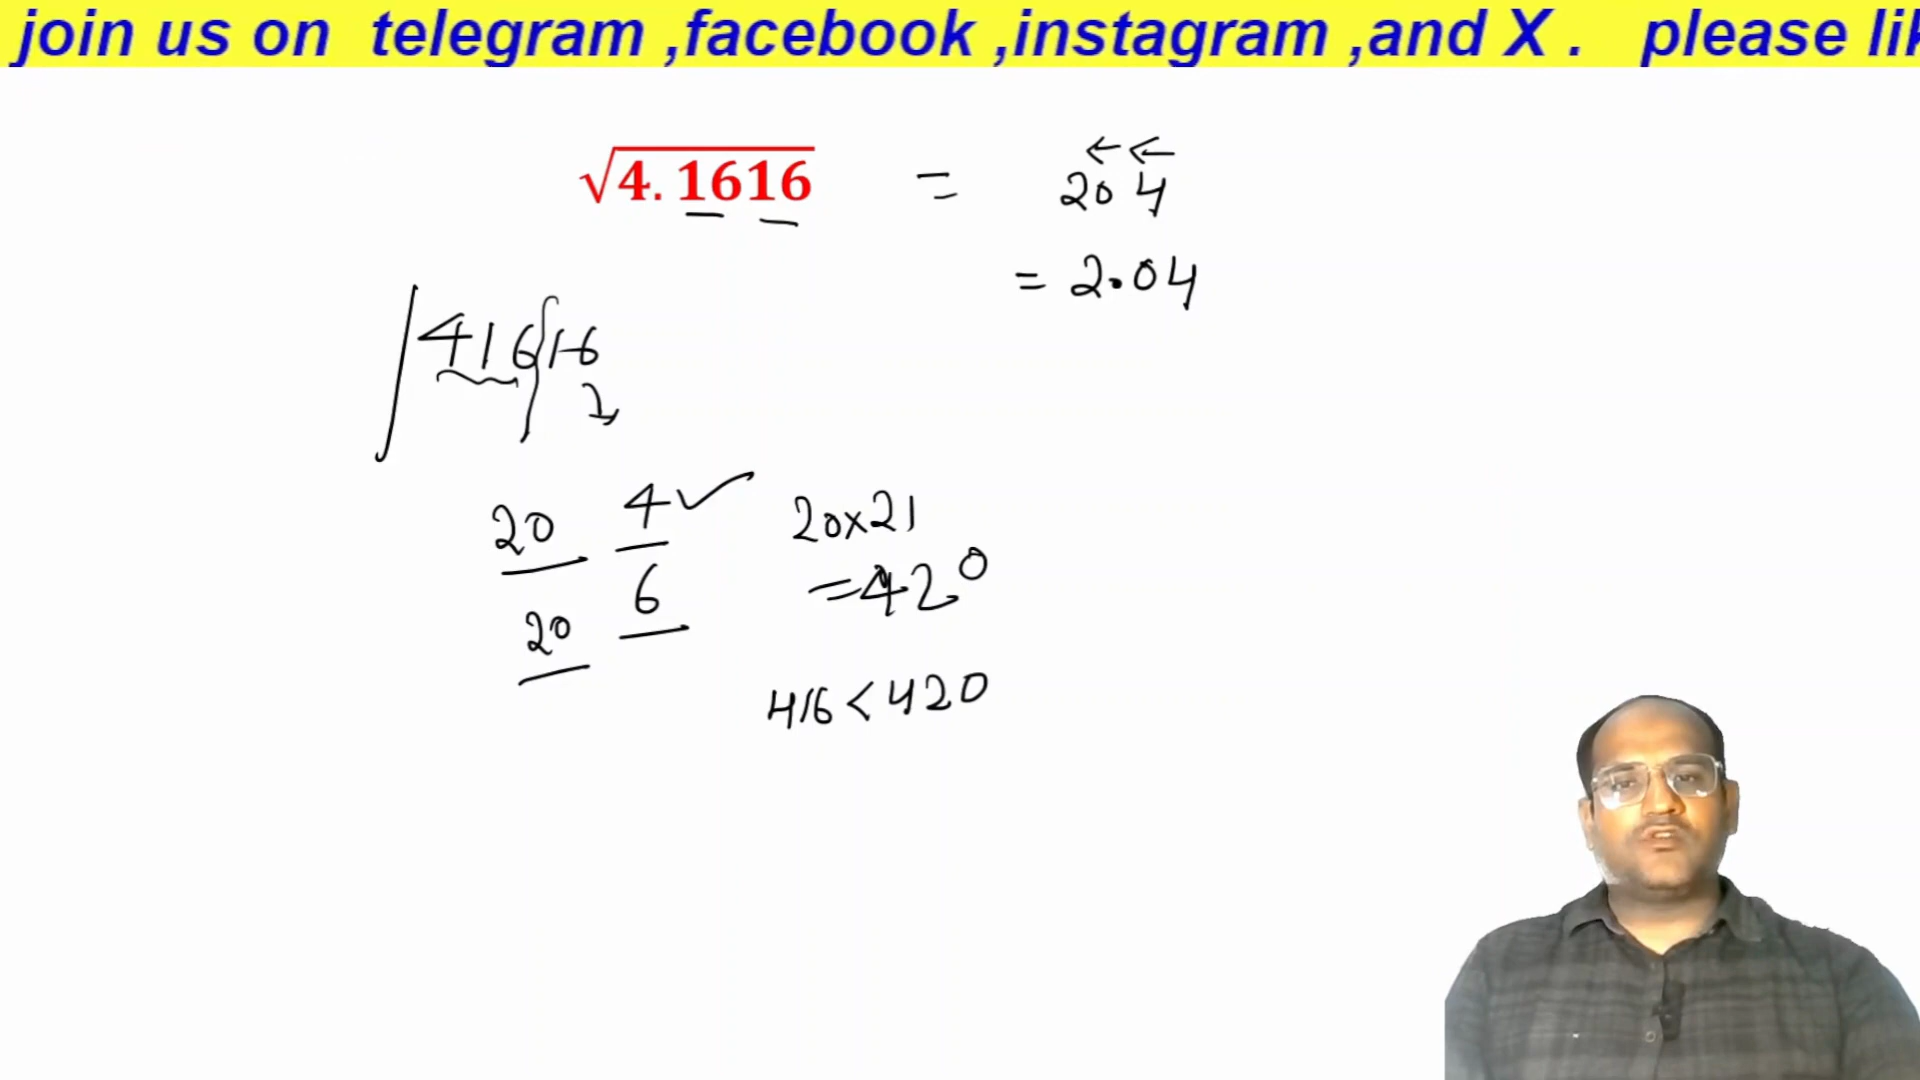 join us on telegram ,facebook ,instagram ,and X . please lik
√4.1616 = 204
= 2.04
41616
2
20 4 ✓ 20x21
20 6 =420
416<420